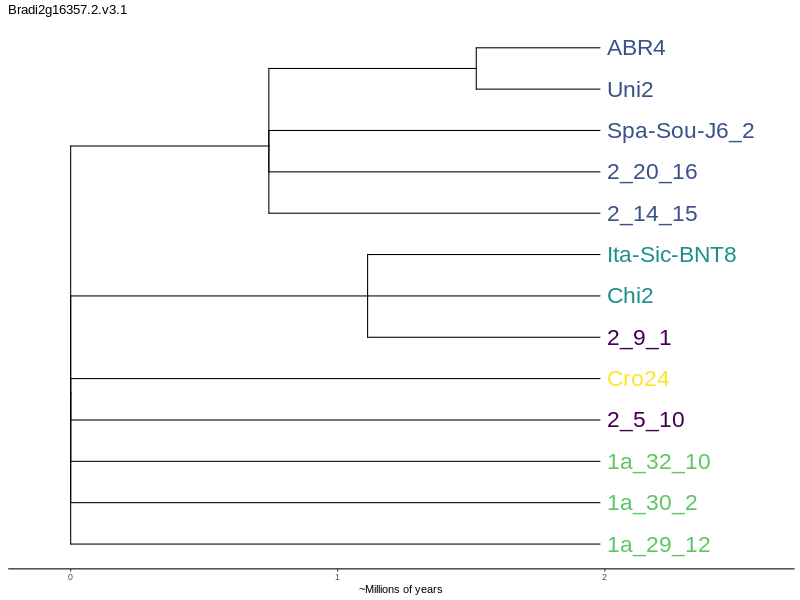 Bradi2g16357.2.v3.1
ABR4
Uni2
Spa-Sou-J6_2
2_20_16
2_14_15
Ita-Sic-BNT8
Chi2
2_9_1
Cro24
2_5_10
1a_32_10
1a_30_2
1a_29_12
0 1 2
~Millions of years